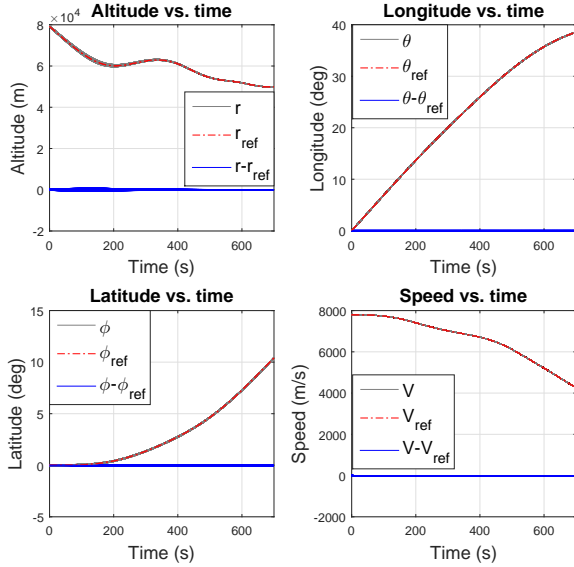 Altitude vs. time
×10⁴
8
6
4
2
0
-2
Altitude (m)
0 200 400 600
Time (s)
r
r_ref
r-r_ref
Longitude vs. time
40
30
20
10
0
Longitude (deg)
0 200 400 600
Time (s)
θ
θ_ref
θ-θ_ref
Latitude vs. time
15
10
5
0
-5
Latitude (deg)
0 200 400 600
Time (s)
ϕ
ϕ_ref
ϕ-ϕ_ref
Speed vs. time
8000
6000
4000
2000
0
-2000
Speed (m/s)
0 200 400 600
Time (s)
V
V_ref
V-V_ref